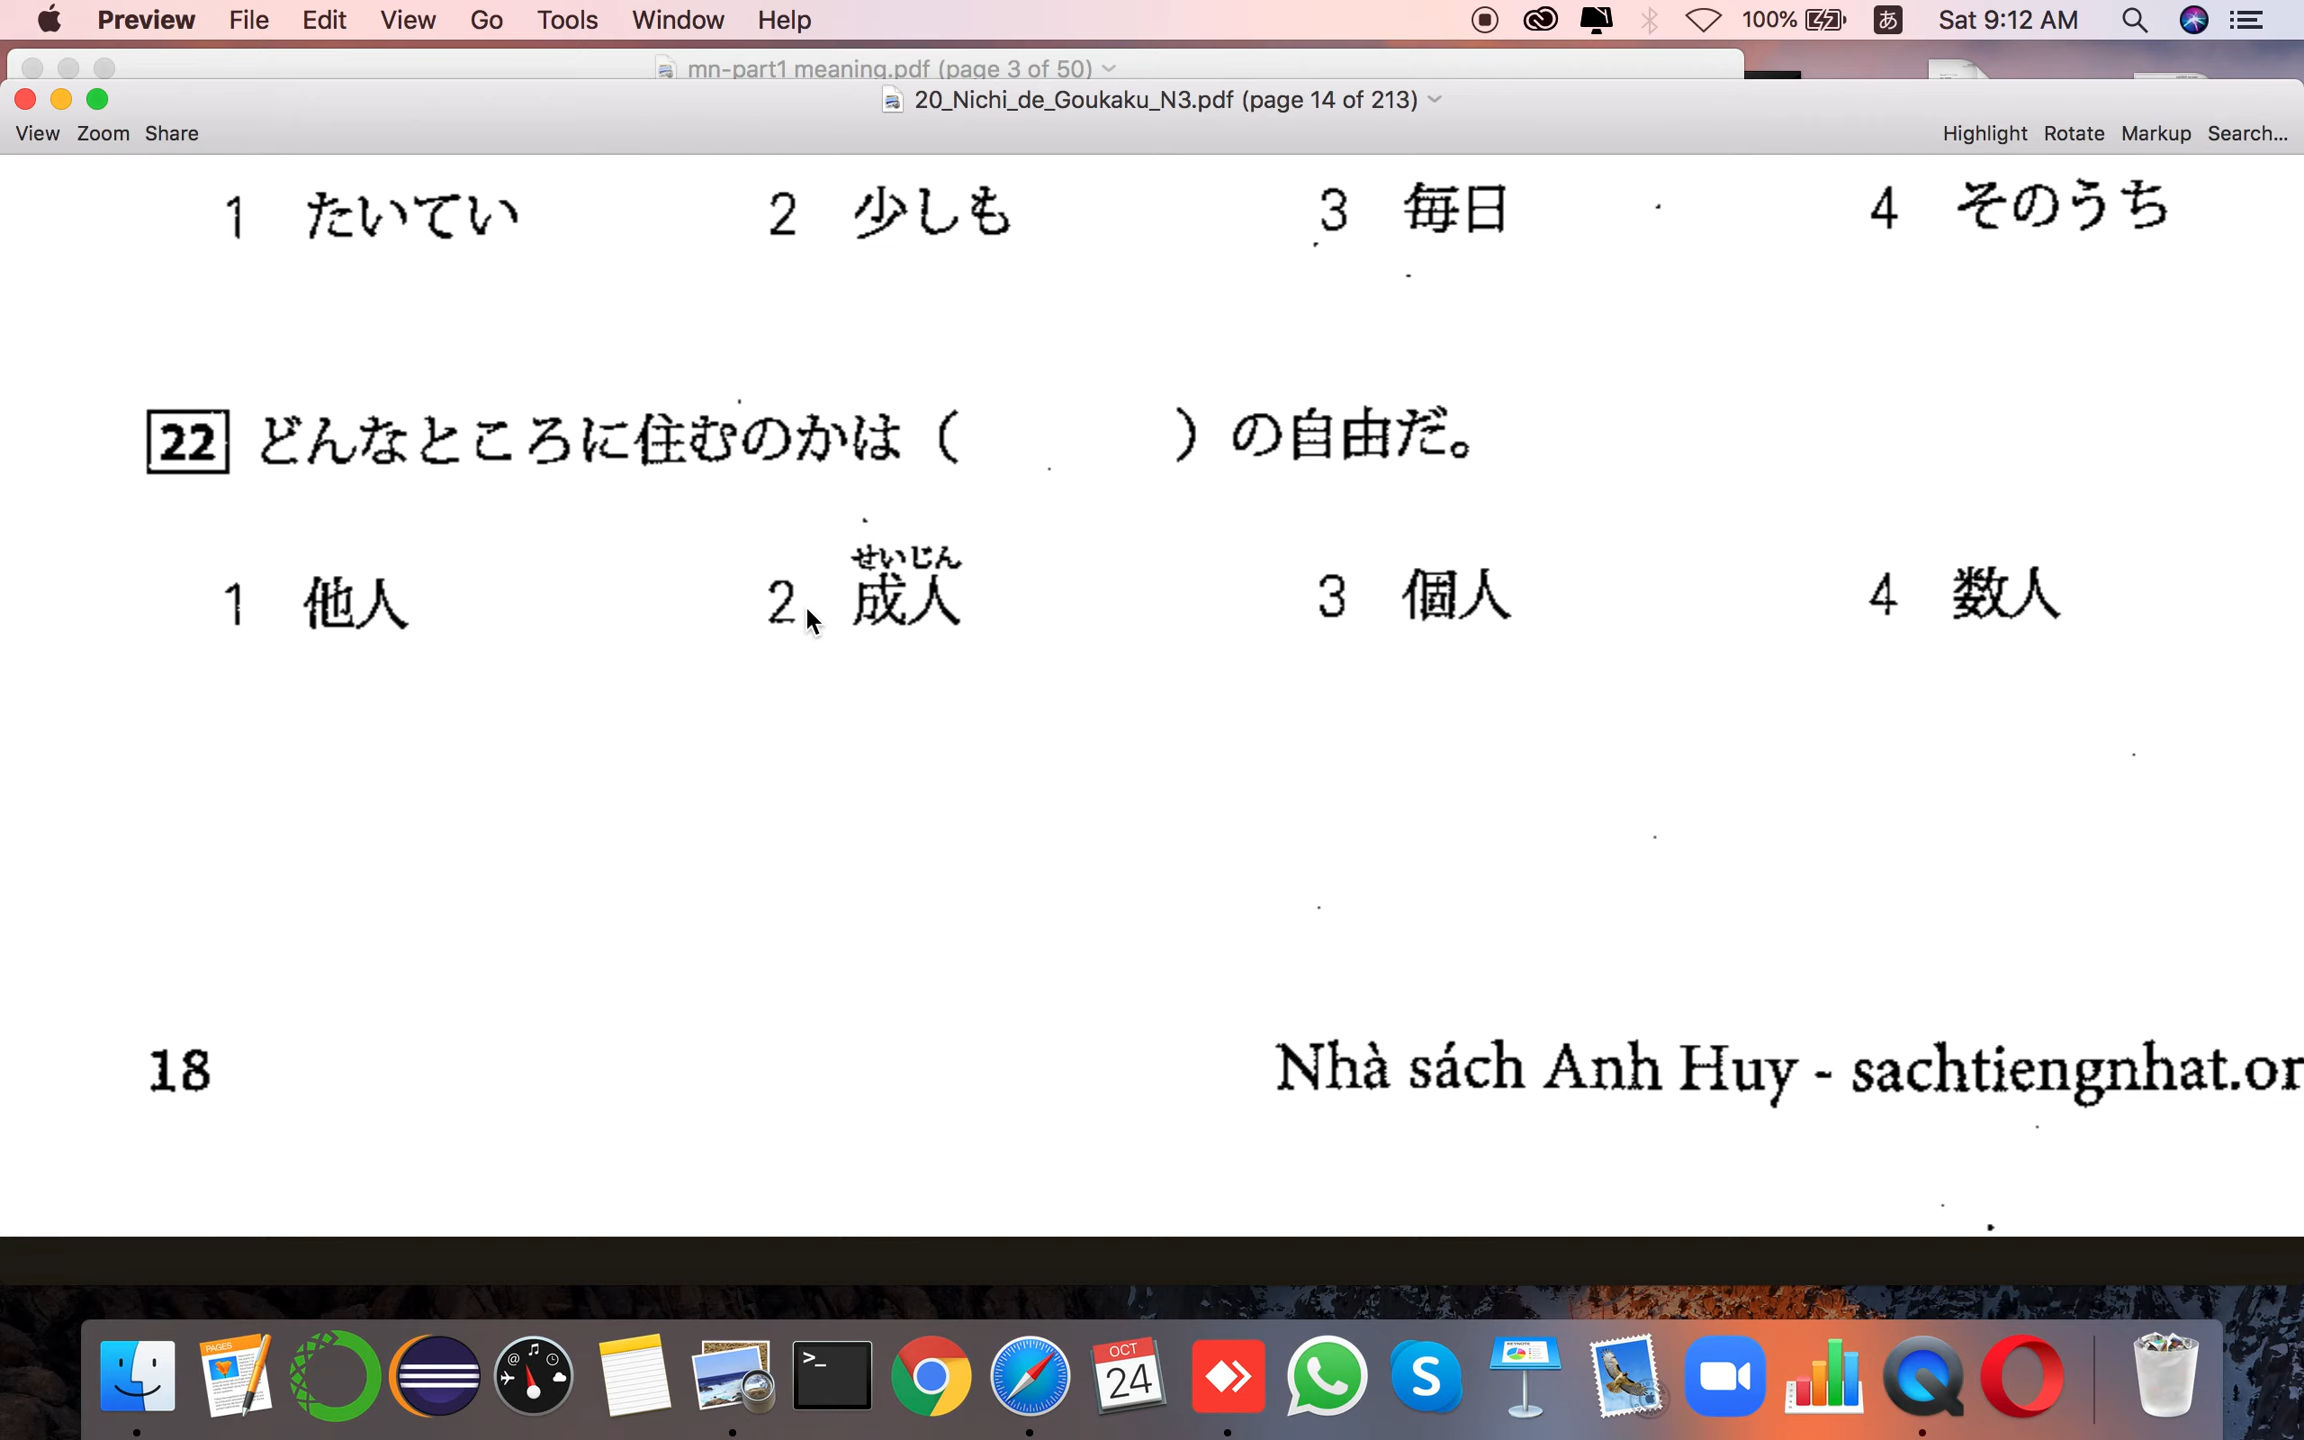 Preview File Edit View Go Tools Window Help 100% あ Sat 9:12 AM
mn-part1 meaning.pdf (page 3 of 50)
20_Nichi_de_Goukaku_N3.pdf (page 14 of 213)
View Zoom Share Highlight Rotate Markup Search...
1 たいてい 2 少しも 3 毎日 4 そのうち
22 どんなところに住むのかは( )の自由だ。
せいじん
1 他人 2 成人 3 個人 4 数人
18 Nhà sách Anh Huy - sachtiengnhat.or
PAGES
OCT
24